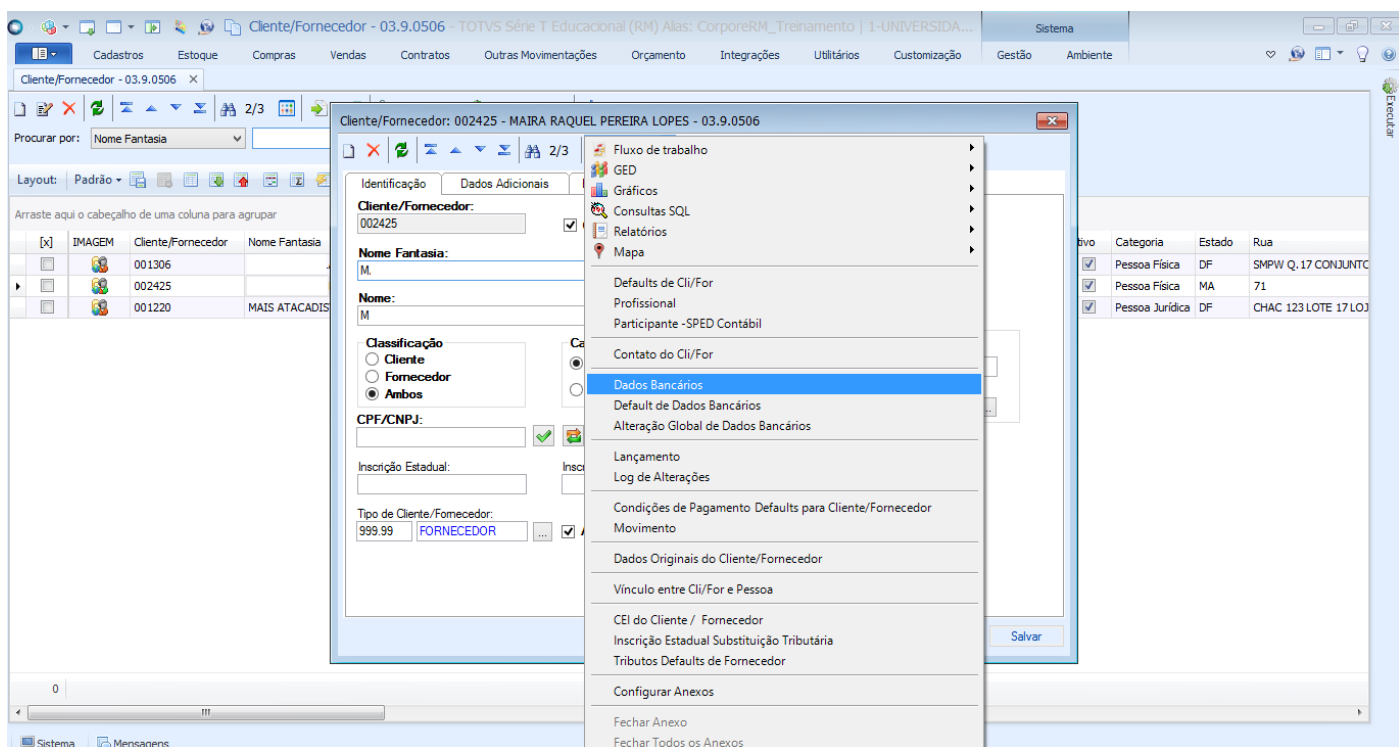 Cliente/Fornecedor - 03.9.0506 - TOTVS Série T Educacional (RM) Alias: CorporeRM_Treinamento | 1-UNIVERSIDA...
Sistema
Cadastros Estoque Compras Vendas Contratos Outras Movimentações Orçamento Integrações Utilitários Customização Gestão Ambiente
Cliente/Fornecedor - 03.9.0506
2/3
Executar
Procurar por: Nome Fantasia
Layout: Padrão
Arraste aqui o cabeçalho de uma coluna para agrupar
[x] IMAGEM Cliente/Fornecedor Nome Fantasia tivo Categoria Estado Rua
001306 Pessoa Física DF SMPW Q.17 CONJUNTO
002425 Pessoa Física MA 71
001220 MAIS ATACADIS Pessoa Jurídica DF CHAC 123 LOTE 17 LOJ
Cliente/Fornecedor: 002425 - MAIRA RAQUEL PEREIRA LOPES - 03.9.0506
2/3
Identificação Dados Adicionais
Cliente/Fornecedor:
002425
Nome Fantasia:
M.
Nome:
M
Classificação Ca
Cliente
Fornecedor
Ambos
CPF/CNPJ:
Inscrição Estadual: Inscr
Tipo de Cliente/Fornecedor:
999.99 FORNECEDOR ...
Salvar
Fluxo de trabalho
GED
Gráficos
Consultas SQL
Relatórios
Mapa
Defaults de Cli/For
Profissional
Participante -SPED Contábil
Contato do Cli/For
Dados Bancários
Default de Dados Bancários
Alteração Global de Dados Bancários
Lançamento
Log de Alterações
Condições de Pagamento Defaults para Cliente/Fornecedor
Movimento
Dados Originais do Cliente/Fornecedor
Vínculo entre Cli/For e Pessoa
CEI do Cliente / Fornecedor
Inscrição Estadual Substituição Tributária
Tributos Defaults de Fornecedor
Configurar Anexos
Fechar Anexo
Fechar Todos os Anexos
0
Sistema Mensagens